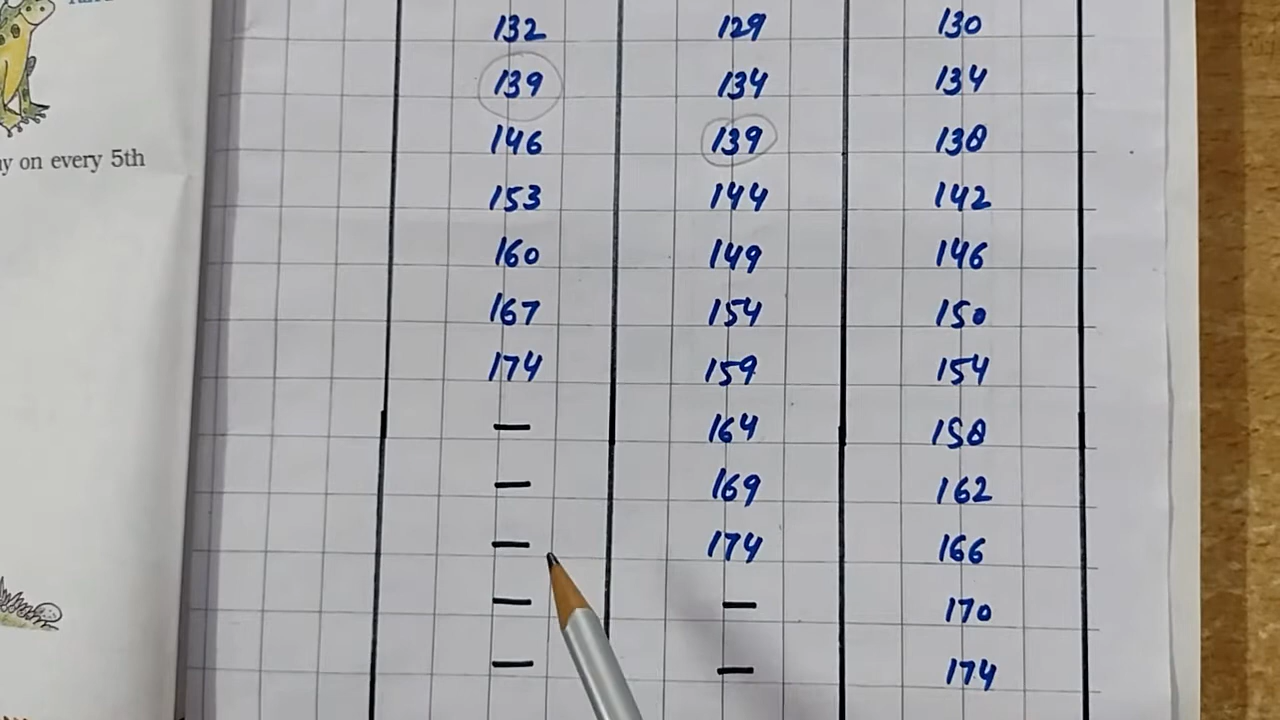 132 129 130
139 134 134
146 139 138
on every 5th
153 144 142
160 149 146
167 154 150
174 159 154
— 164 158
— 169 162
— 174 166
— — 170
— — 174